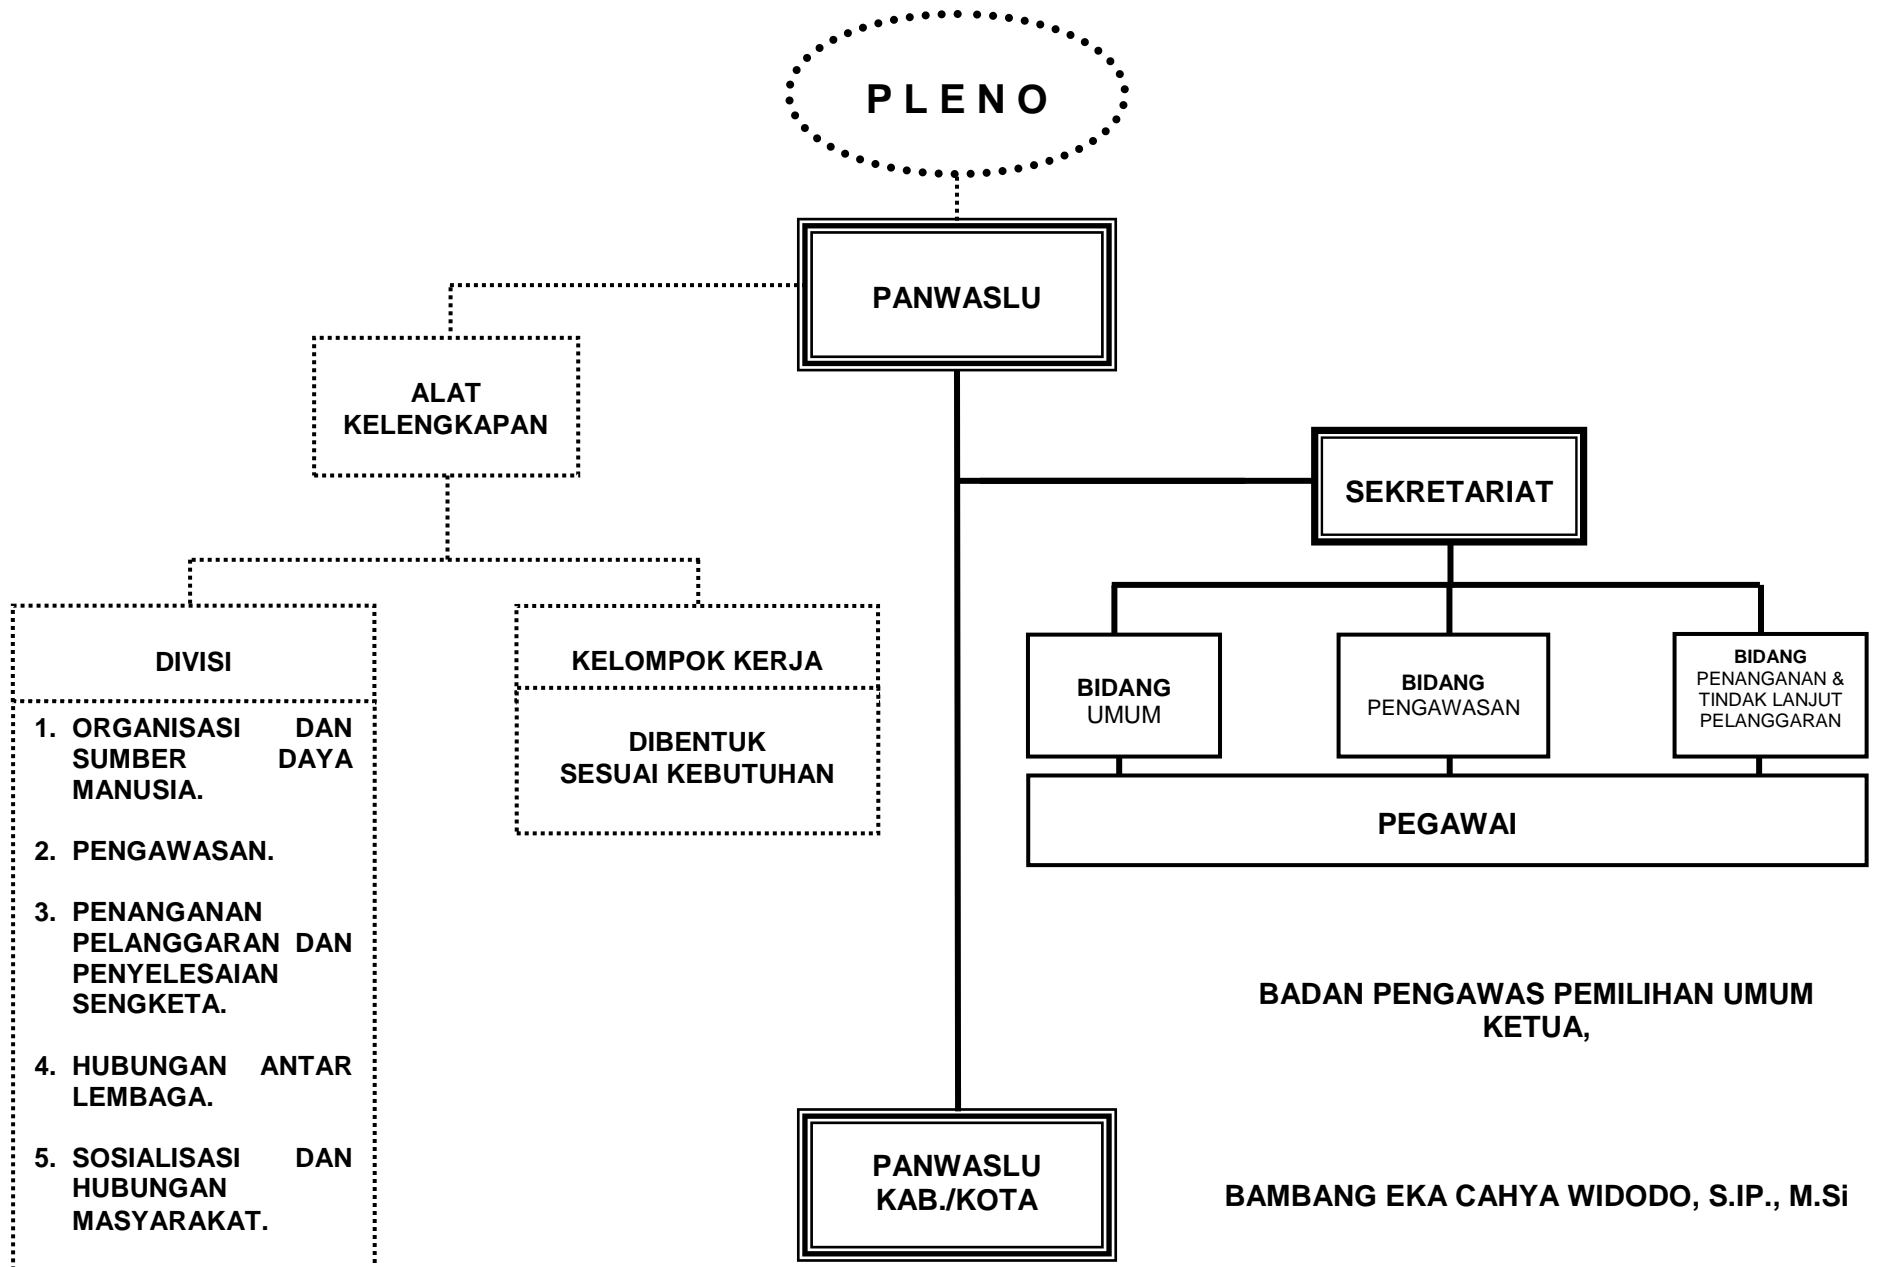 P L E N O
PANWASLU
ALAT
KELENGKAPAN
SEKRETARIAT
DIVISI
1. ORGANISASI DAN
SUMBER DAYA
MANUSIA.
2. PENGAWASAN.
3. PENANGANAN
PELANGGARAN DAN
PENYELESAIAN
SENGKETA.
4. HUBUNGAN ANTAR
LEMBAGA.
5. SOSIALISASI DAN
HUBUNGAN
MASYARAKAT.
KELOMPOK KERJA
DIBENTUK
SESUAI KEBUTUHAN
BIDANG
UMUM
BIDANG
PENGAWASAN
BIDANG
PENANGANAN &
TINDAK LANJUT
PELANGGARAN
PEGAWAI
PANWASLU
KAB./KOTA
BADAN PENGAWAS PEMILIHAN UMUM
KETUA,
BAMBANG EKA CAHYA WIDODO, S.IP., M.Si